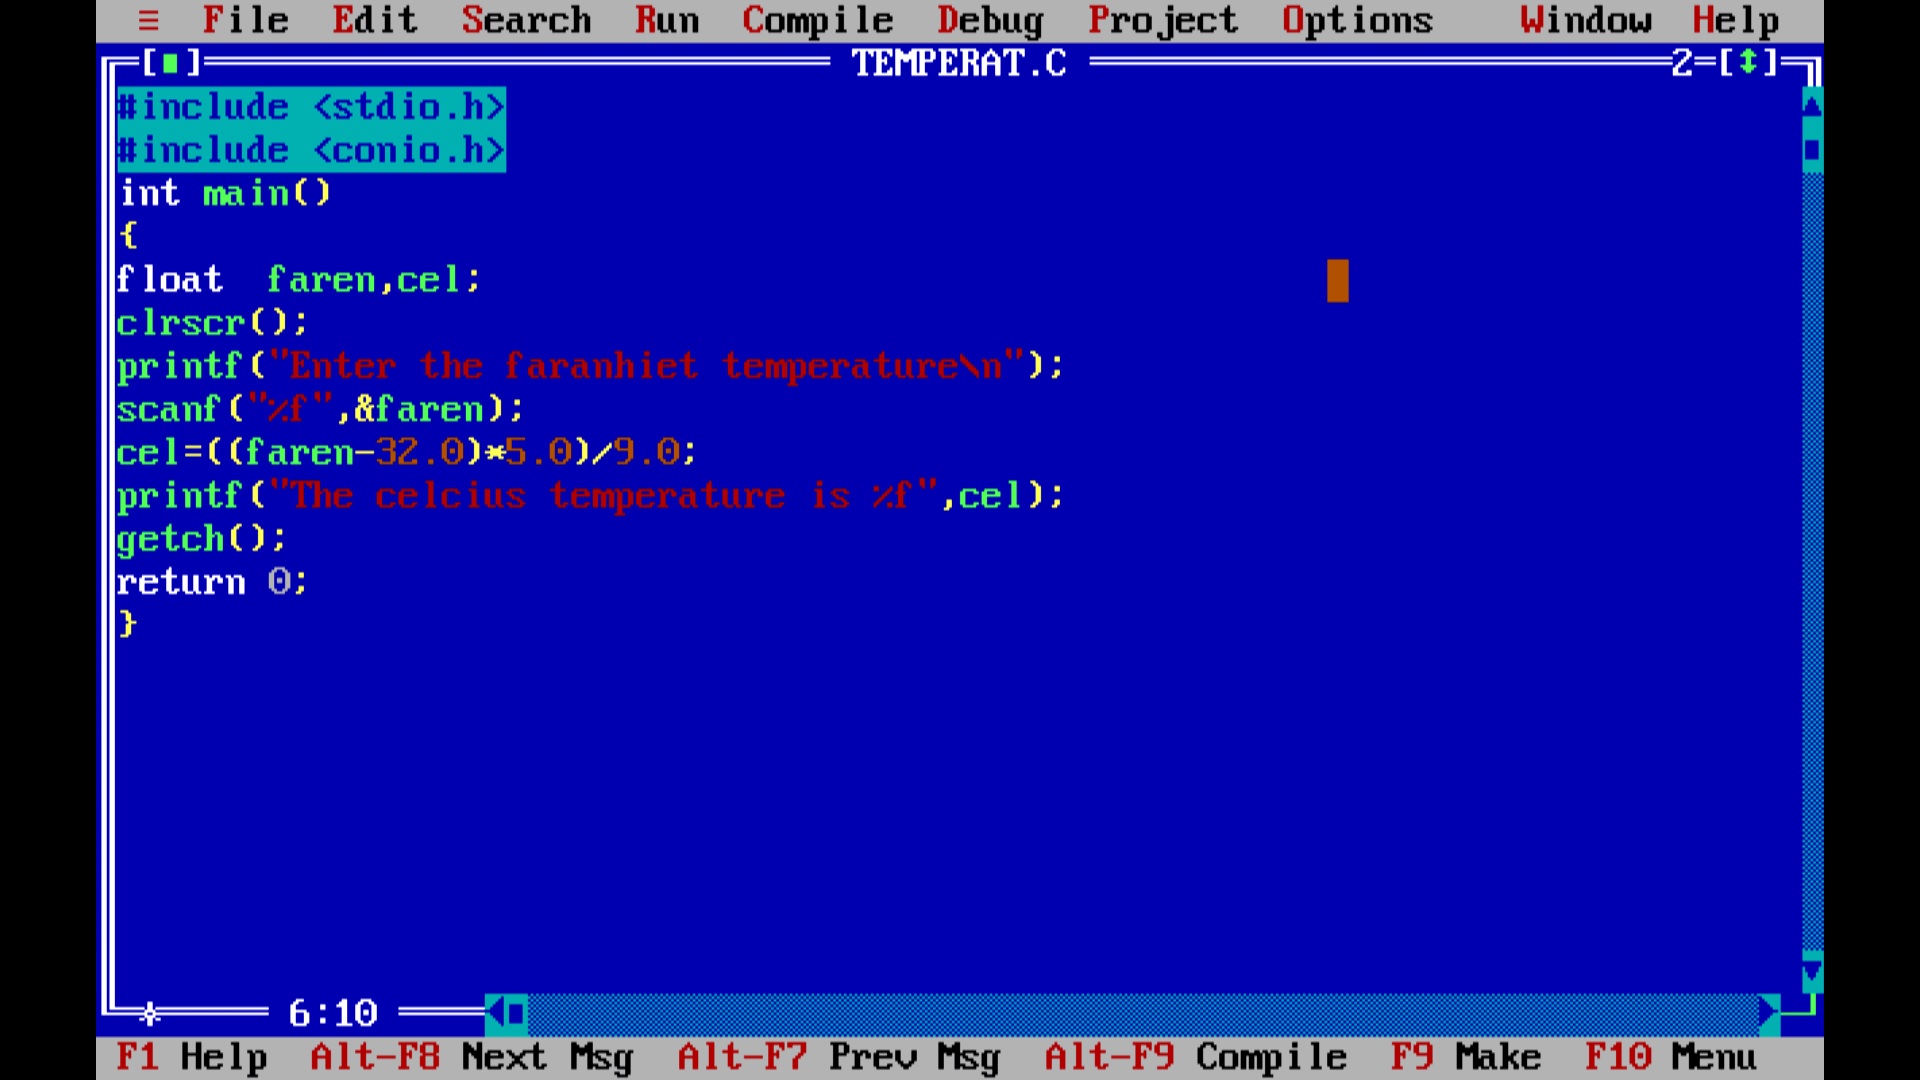 ≡ File Edit Search Run Compile Debug Project Options Window Help
[■] TEMPERAT.C 2=[↕]
#include <stdio.h>
#include <conio.h>
int main()
{
float  faren,cel;
clrscr();
printf("Enter the faranhiet temperature\n");
scanf("%f",&faren);
cel=((faren-32.0)*5.0)/9.0;
printf("The celcius temperature is %f",cel);
getch();
return 0;
}
6:10
F1 Help Alt-F8 Next Msg Alt-F7 Prev Msg Alt-F9 Compile F9 Make F10 Menu